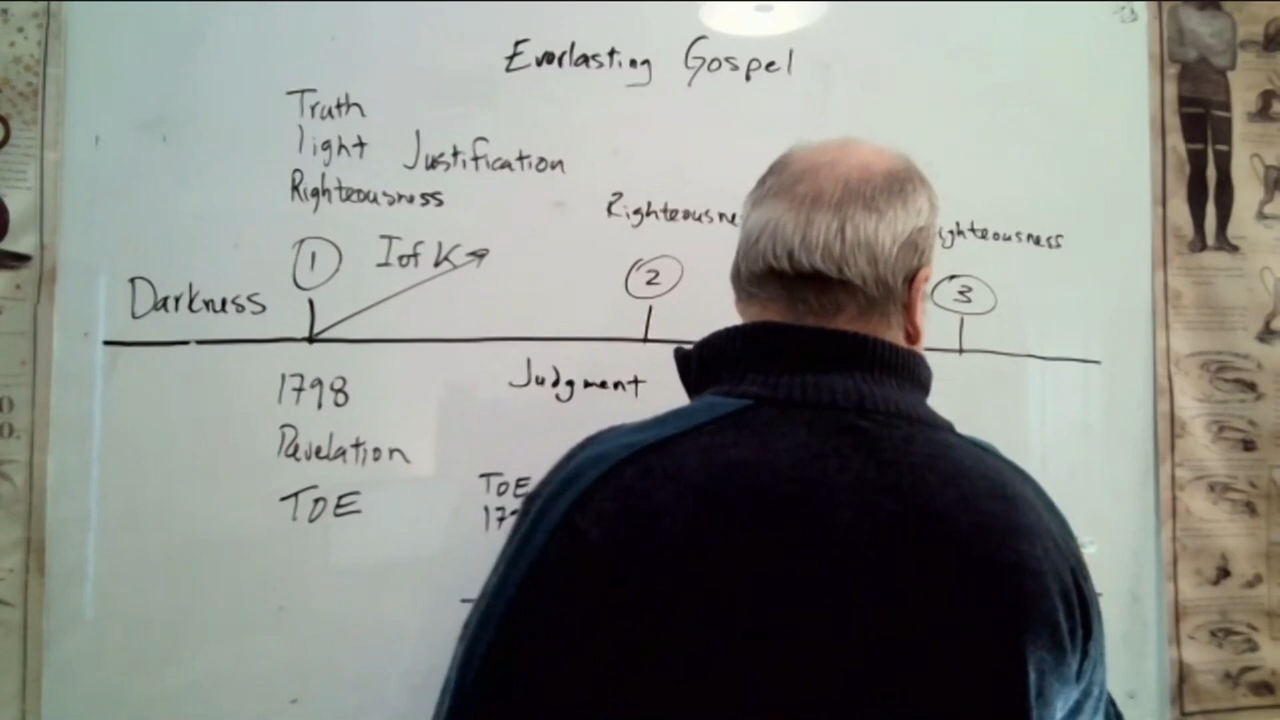 Everlasting Gospel
Truth
light Justification
Righteousness
Righteousne
ighteousness
1 I of K 2 3
Darkness
1798
Judgment
Revelation
TOE
TOE
17